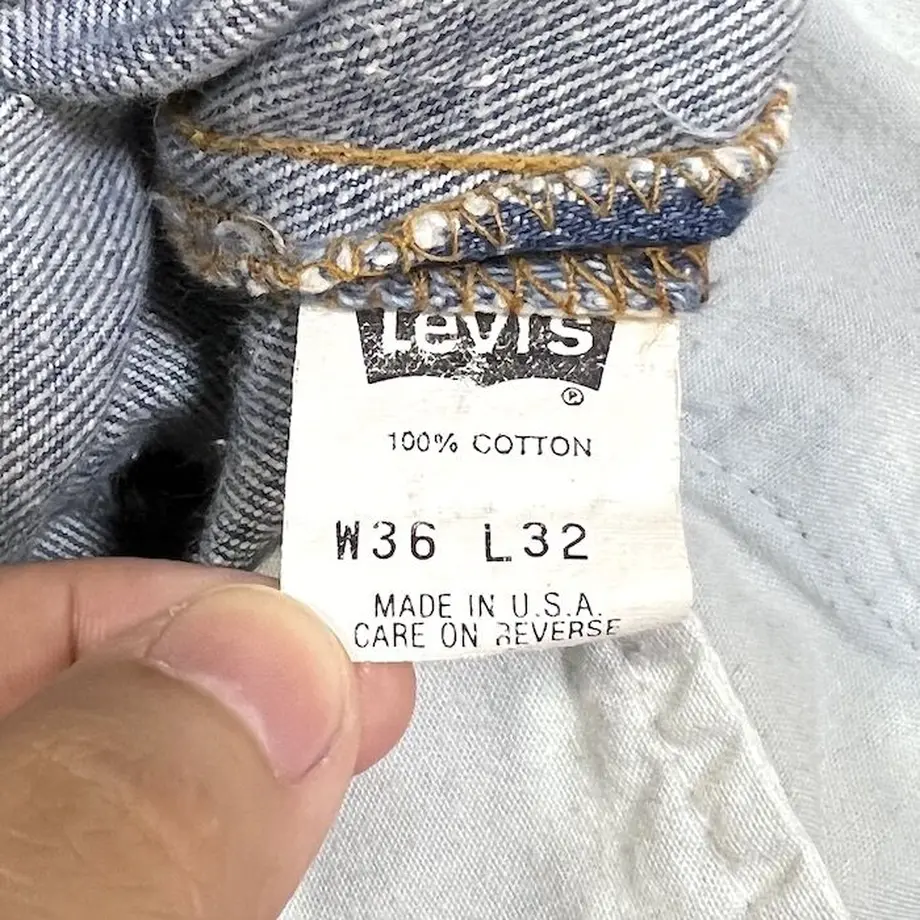 Levi's
Ⓟ
100% COTTON
W36 L32
MADE IN U.S.A.
CARE ON REVERSE